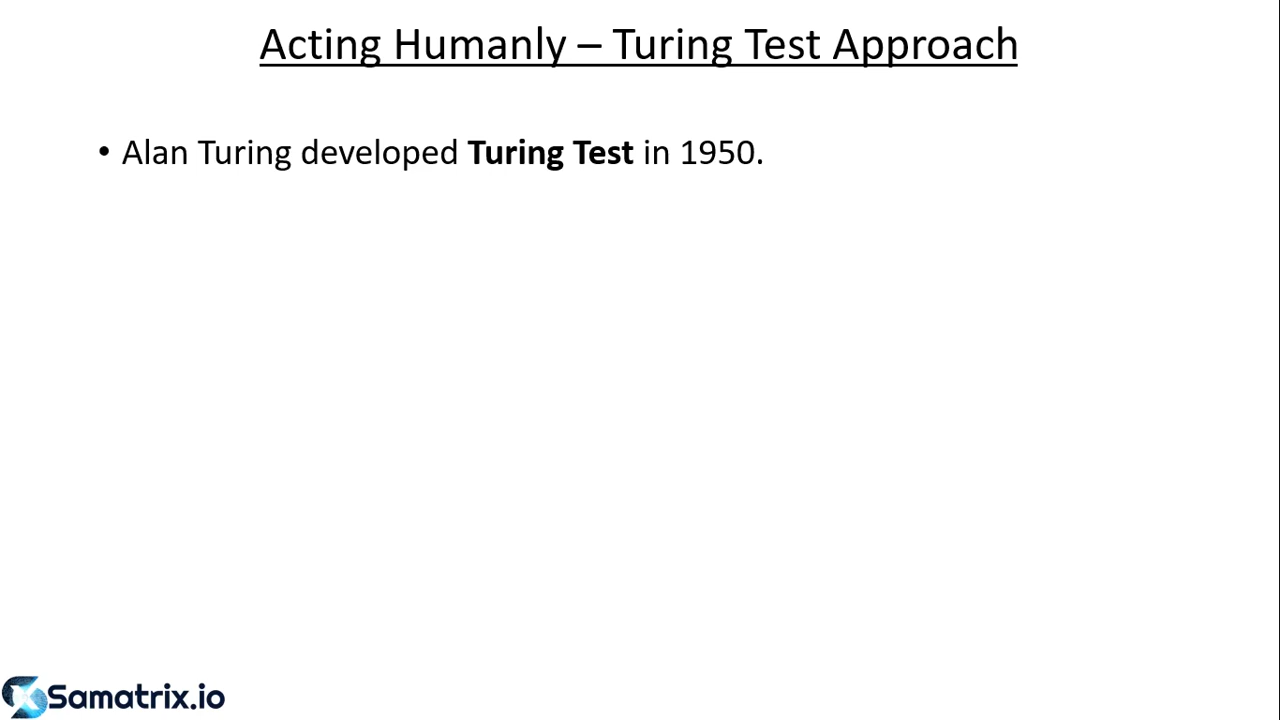 Acting Humanly – Turing Test Approach
• Alan Turing developed Turing Test in 1950.
Samatrix.io